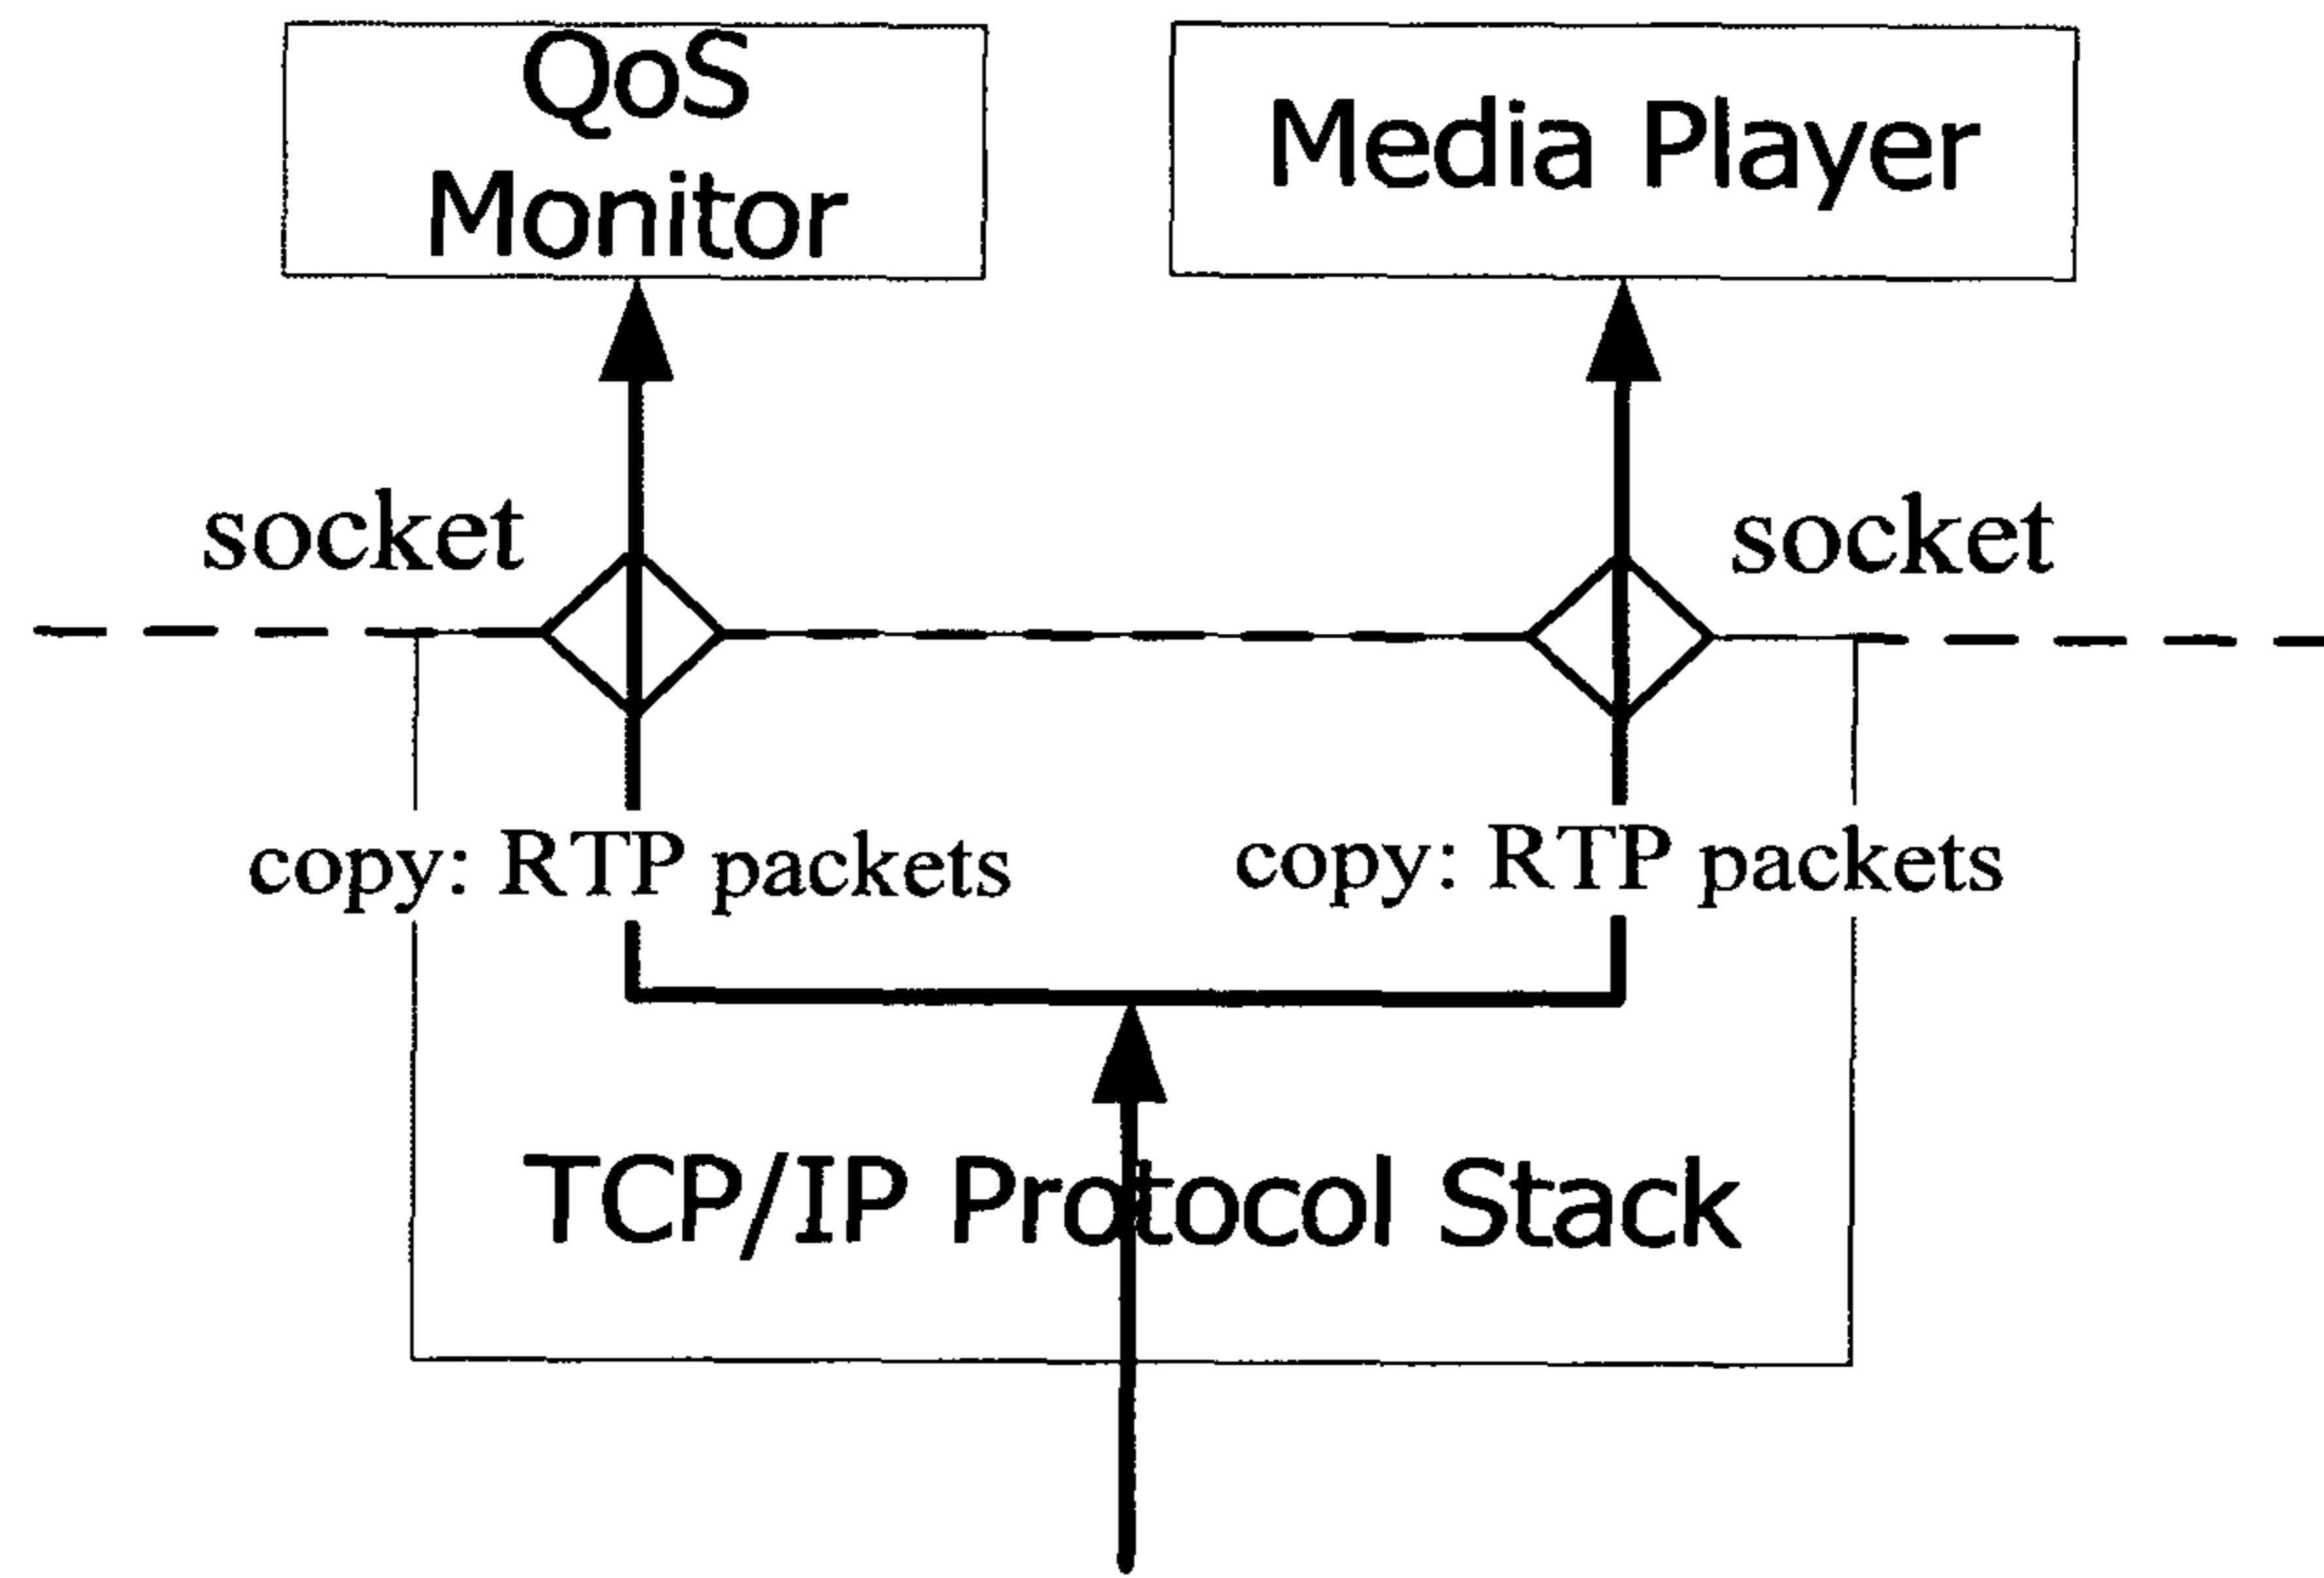 QoS
Monitor
Media Player
socket
socket
copy: RTP packets
copy: RTP packets
TCP/IP Protocol Stack